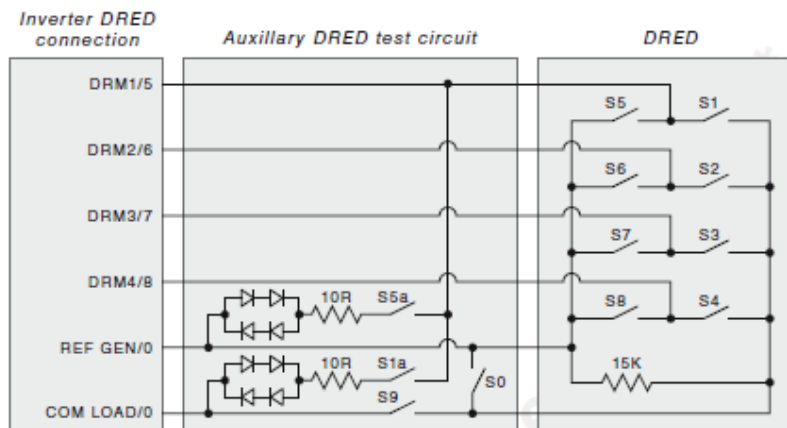 Inverter DRED
connection
Auxillary DRED test circuit
DRED
DRM1/5
S5
S1
DRM2/6
S6
S2
DRM3/7
S7
S3
DRM4/8
10R
S5a
S8
S4
REF GEN/0
10R
S1a
S0
15K
S9
COM LOAD/0